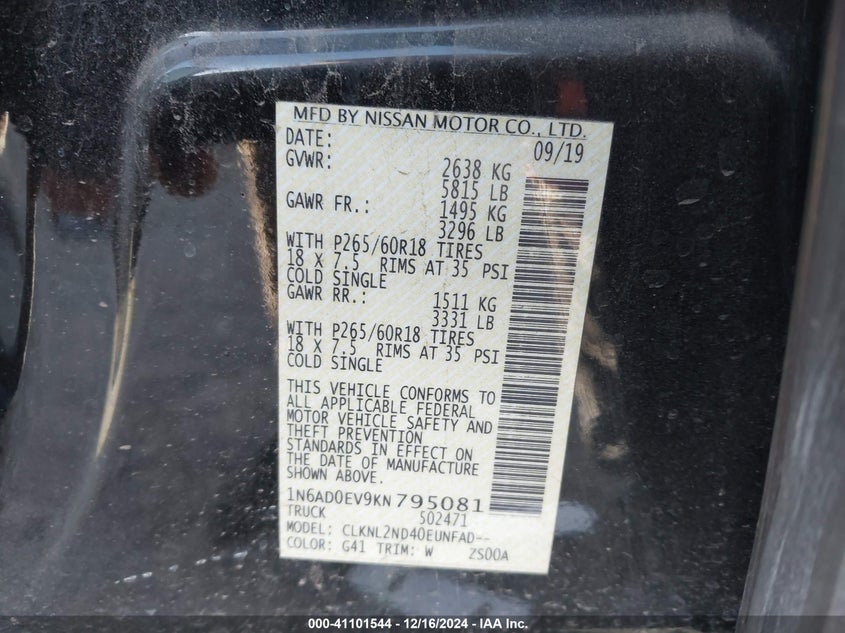 MFD BY NISSAN MOTOR CO., LTD.
DATE: 09/19
GVWR: 2638 KG
5815 LB
GAWR FR.: 1495 KG
3296 LB
WITH P265/60R18 TIRES
18 X 7.5 RIMS AT 35 PSI
COLD SINGLE
GAWR RR.: 1511 KG
3331 LB
WITH P265/60R18 TIRES
18 X 7.5 RIMS AT 35 PSI
COLD SINGLE
THIS VEHICLE CONFORMS TO
ALL APPLICABLE FEDERAL
MOTOR VEHICLE SAFETY AND
THEFT PREVENTION
STANDARDS IN EFFECT ON
THE DATE OF MANUFACTURE
SHOWN ABOVE.
1N6AD0EV9KN795081
TRUCK 502471
MODEL: CLKNL2ND40EUNFAD--
COLOR: G41 TRIM: W ZS00A
000-41101544 - 12/16/2024 - IAA Inc.